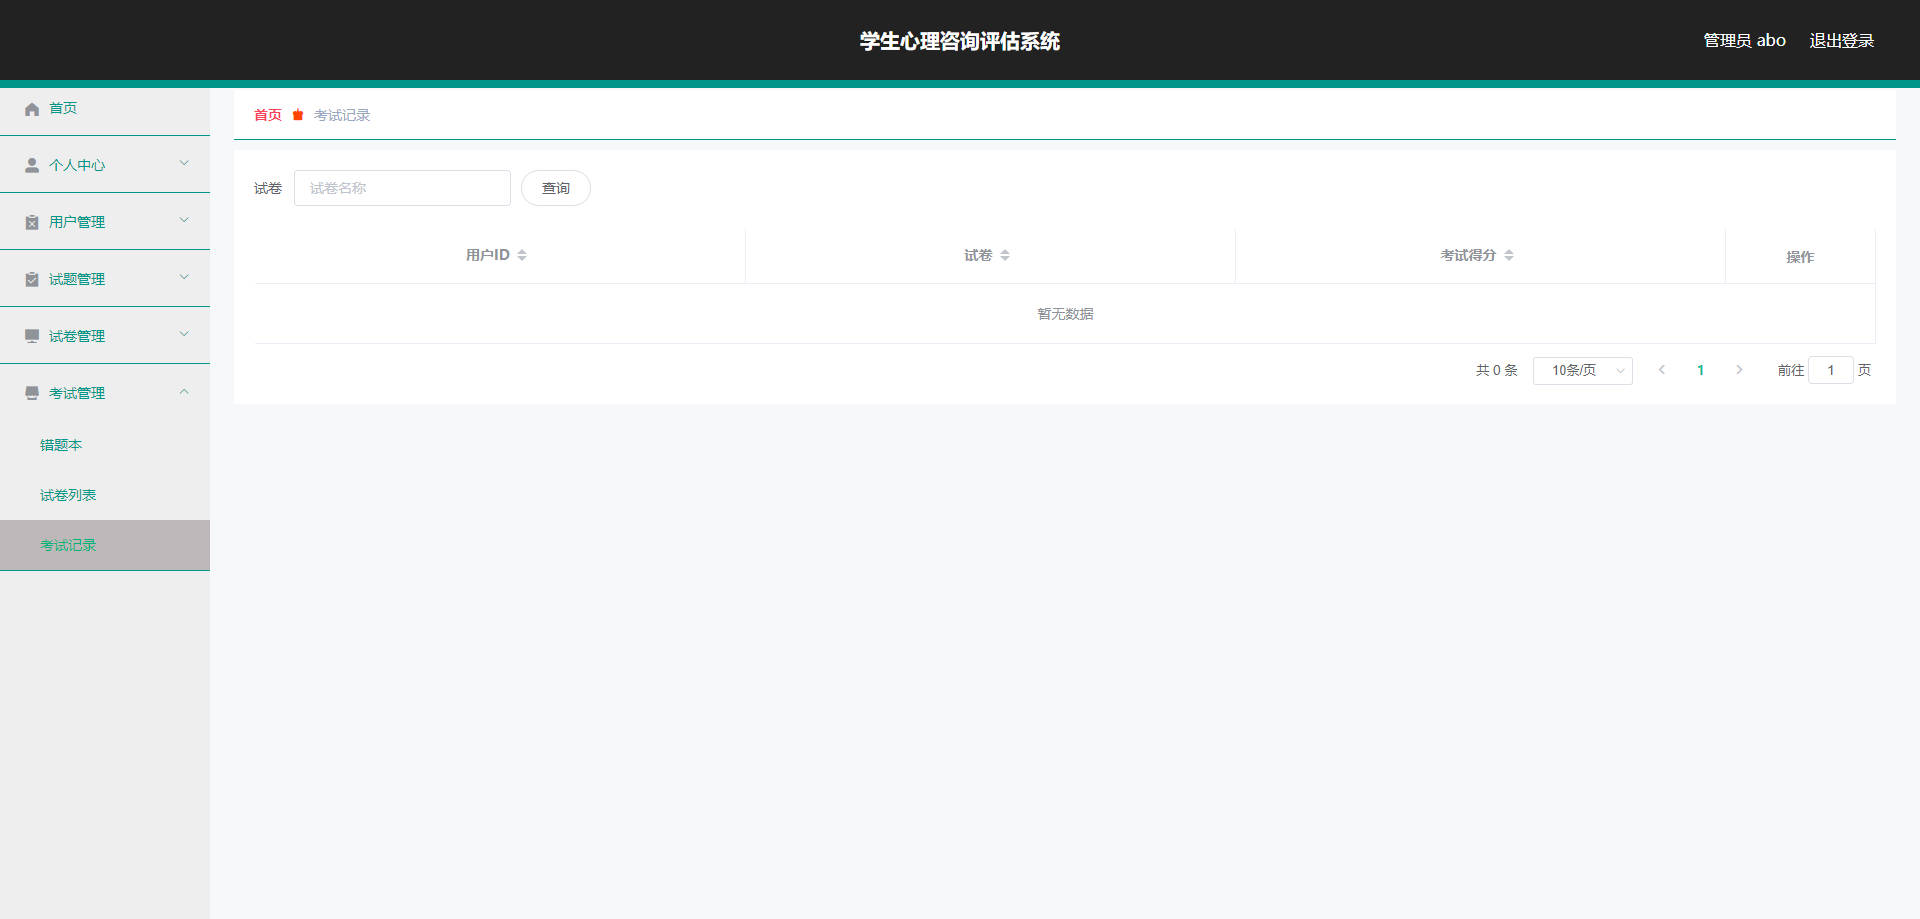 学生心理咨询评估系统
管理员 abo 退出登录
首页
个人中心
用户管理
试题管理
试卷管理
考试管理
错题本
试卷列表
考试记录
首页 考试记录
试卷 试卷名称 查询
用户ID 试卷 考试得分 操作
暂无数据
共 0 条 10条/页 1 前往 1 页